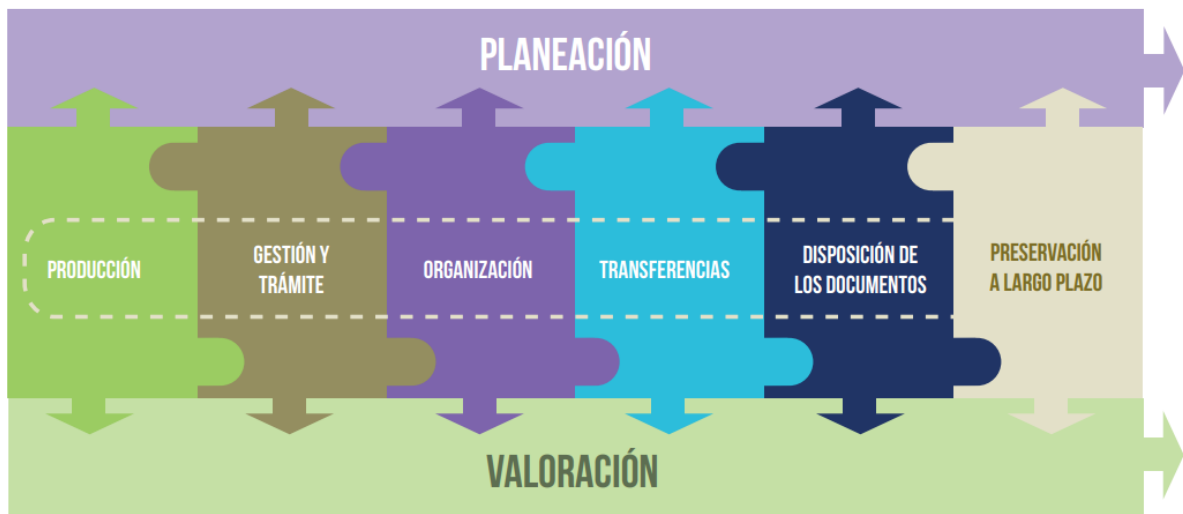 PLANEACIÓN
PRODUCCIÓN
GESTIÓN Y
TRÁMITE
ORGANIZACIÓN
TRANSFERENCIAS
DISPOSICIÓN DE
LOS DOCUMENTOS
PRESERVACIÓN
A LARGO PLAZO
VALORACIÓN